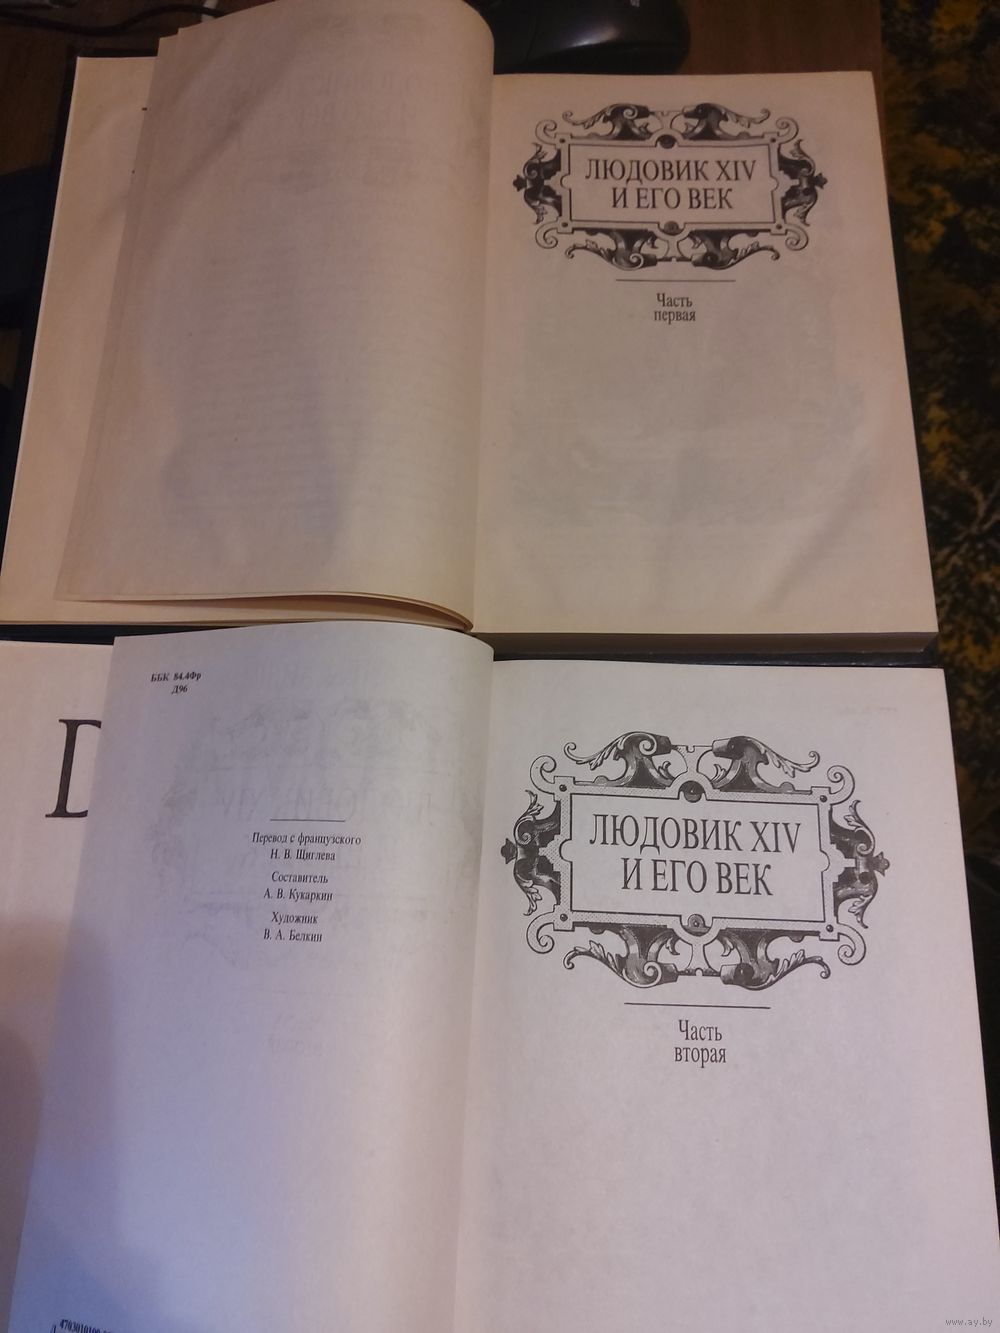 ЛЮДОВИК XIV
И ЕГО ВЕК
Часть
первая
ББК 84.4Фр
Д96
Перевод с французского
Н. В. Щиглева
Составитель
А. В. Кукаркин
Художник
В. А. Белкин
ЛЮДОВИК XIV
И ЕГО ВЕК
Часть
вторая
www.ay.by